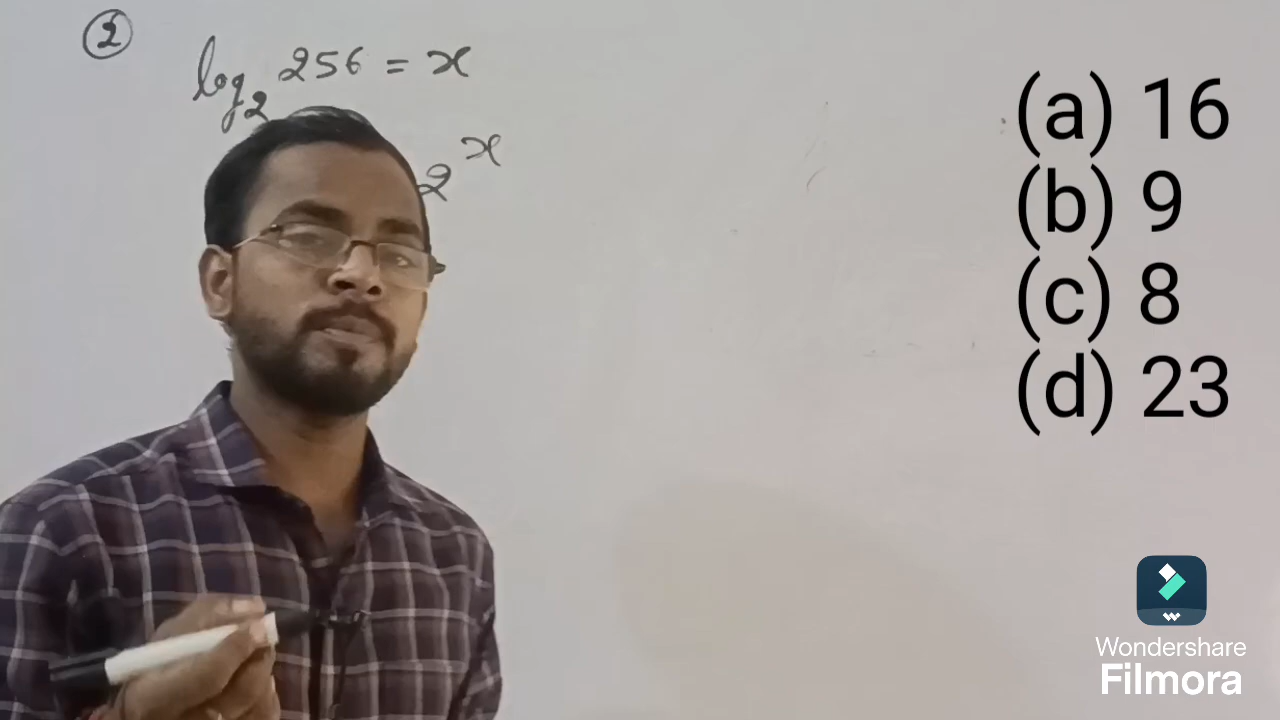 ②
log₂ 256 = x
2ˣ
(a) 16
(b) 9
(c) 8
(d) 23
Wondershare
Filmora